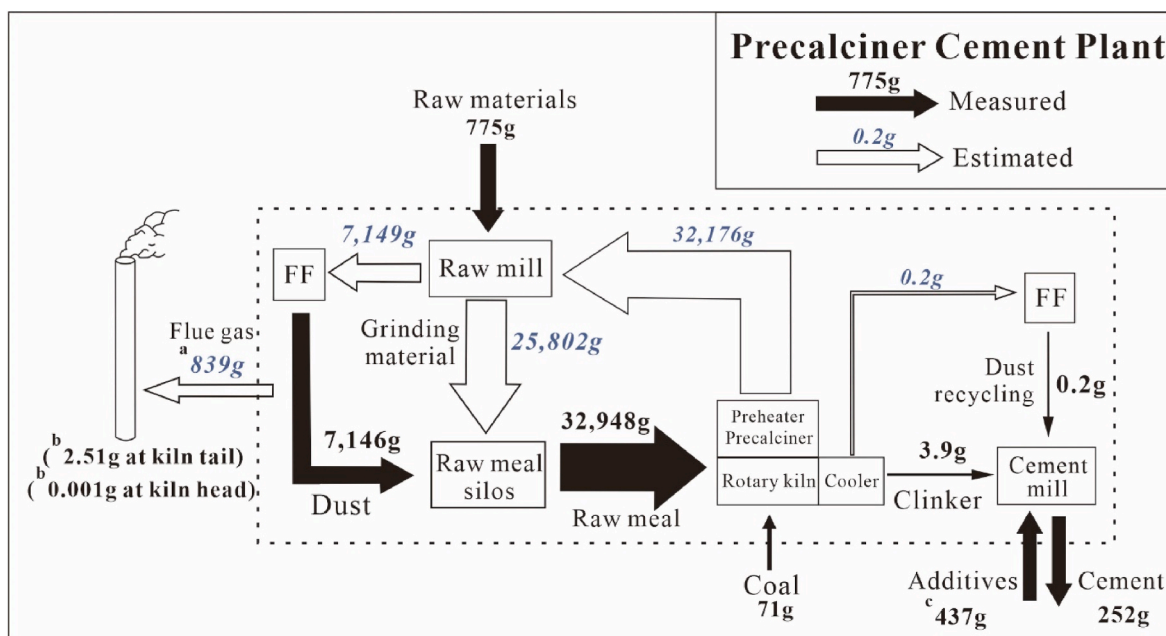 Precalciner Cement Plant
775g
Measured
0.2g
Estimated
Raw materials
775g
7,149g
32,176g
FF
Raw mill
0.2g
FF
Flue gas
a 839g
Grinding
material
25,802g
Dust
recycling
0.2g
7,146g
32,948g
Preheater
Precalciner
3.9g
(b 2.51g at kiln tail)
(b 0.001g at kiln head)
Raw meal
silos
Rotary kiln
Cooler
Cement
mill
Dust
Raw meal
Clinker
Coal
71g
Additives
c 437g
Cement
252g